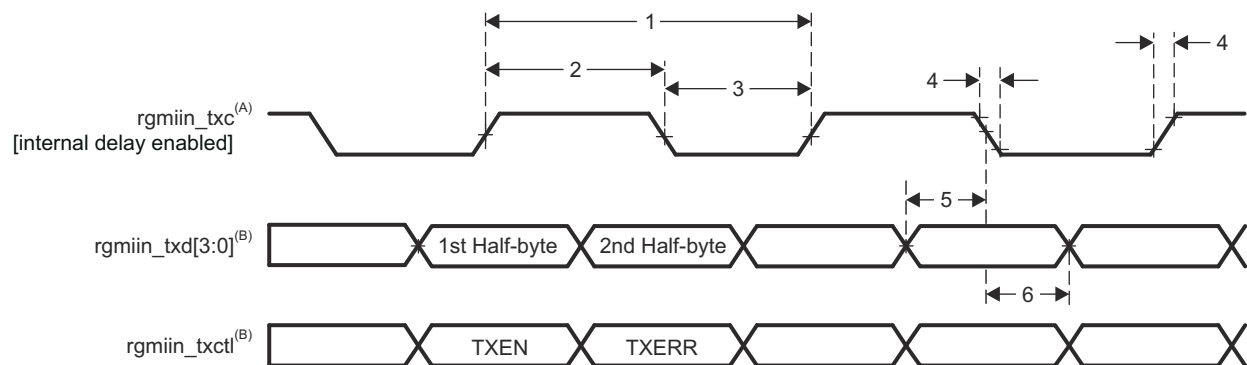 1
2
3
4
4
rgmiin_txc(A)
[internal delay enabled]
5
rgmiin_txd[3:0](B)
1st Half-byte
2nd Half-byte
6
rgmiin_txctl(B)
TXEN
TXERR